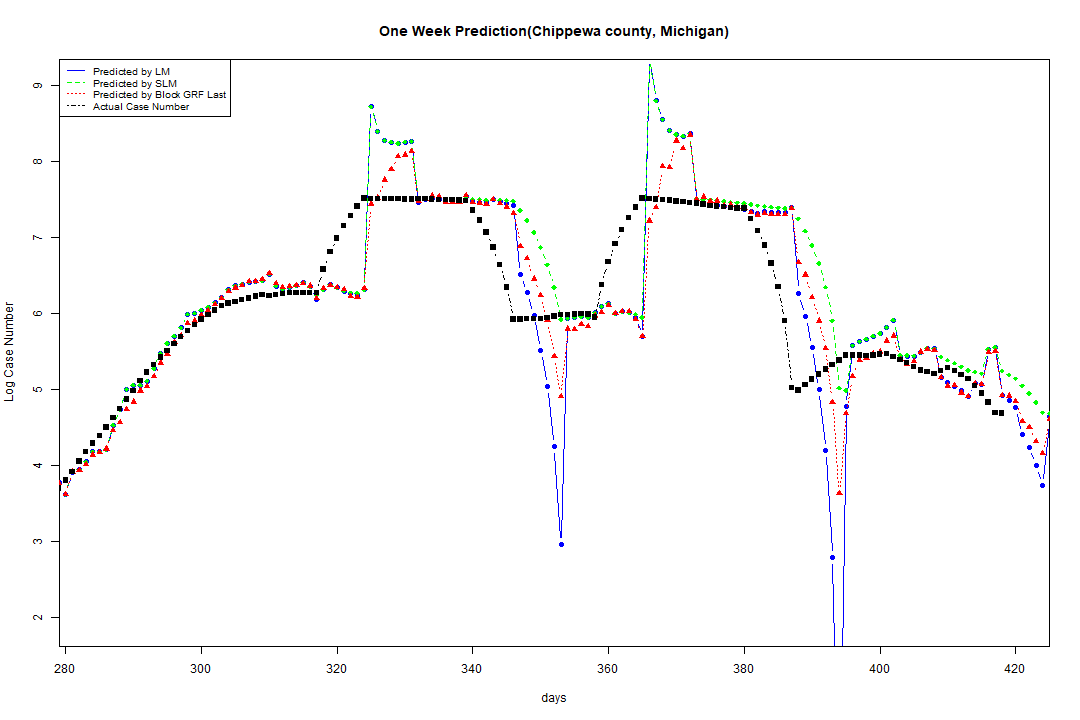 One Week Prediction(Chippewa county, Michigan)
Predicted by LM
Predicted by SLM
Predicted by Block GRF Last
Actual Case Number
9
8
7
6
5
4
3
2
Log Case Number
280 300 320 340 360 380 400 420
days